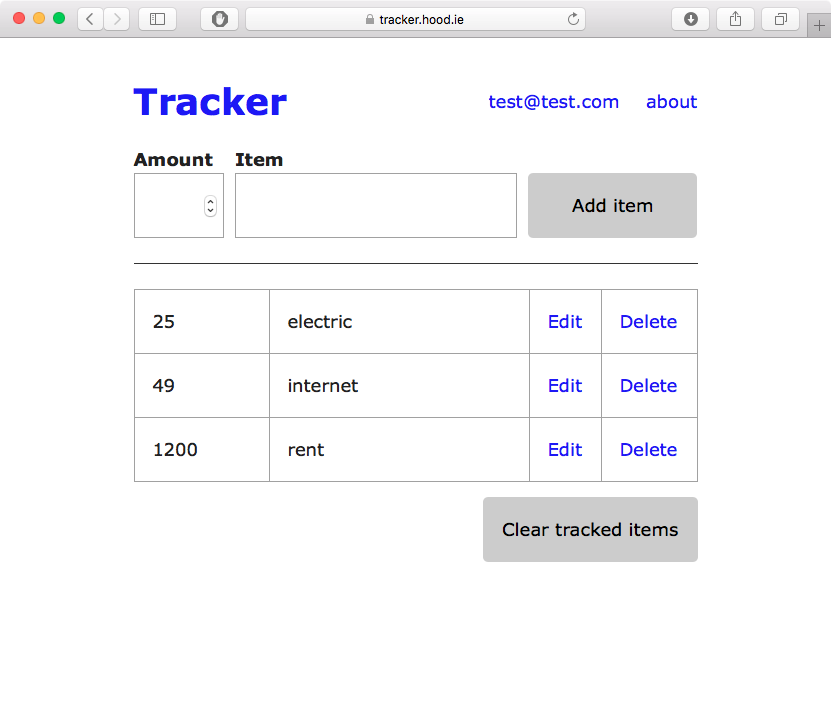 tracker.hood.ie
Tracker test@test.com about
Amount Item
Add item
25 electric Edit Delete
49 internet Edit Delete
1200 rent Edit Delete
Clear tracked items